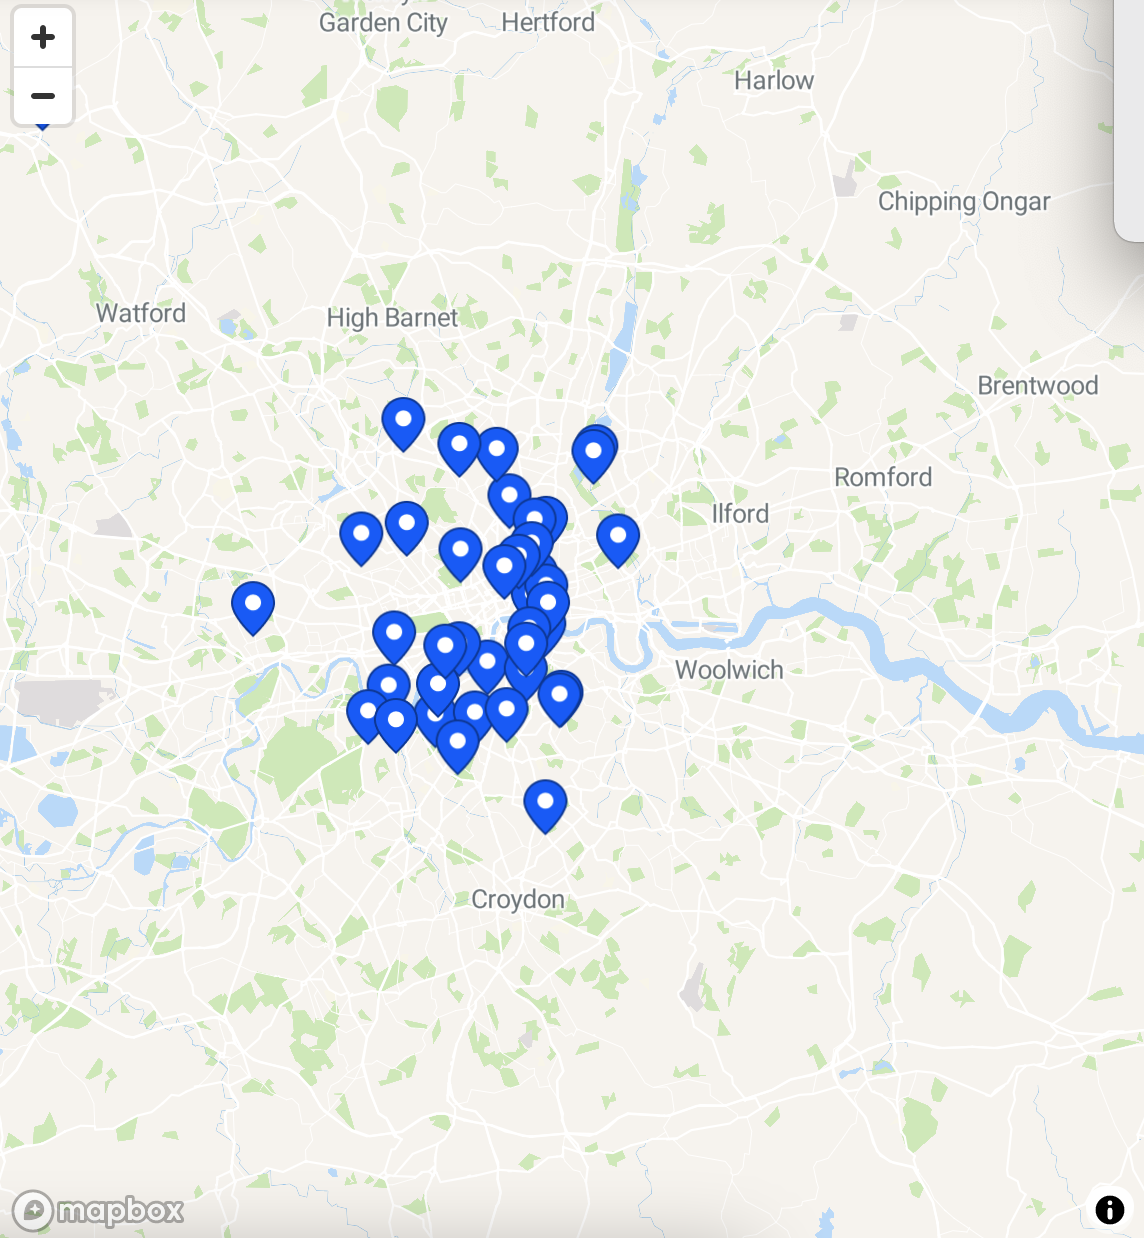 Garden City
Hertford
Harlow
Chipping Ongar
Watford
High Barnet
Brentwood
Romford
Ilford
Woolwich
Croydon
mapbox